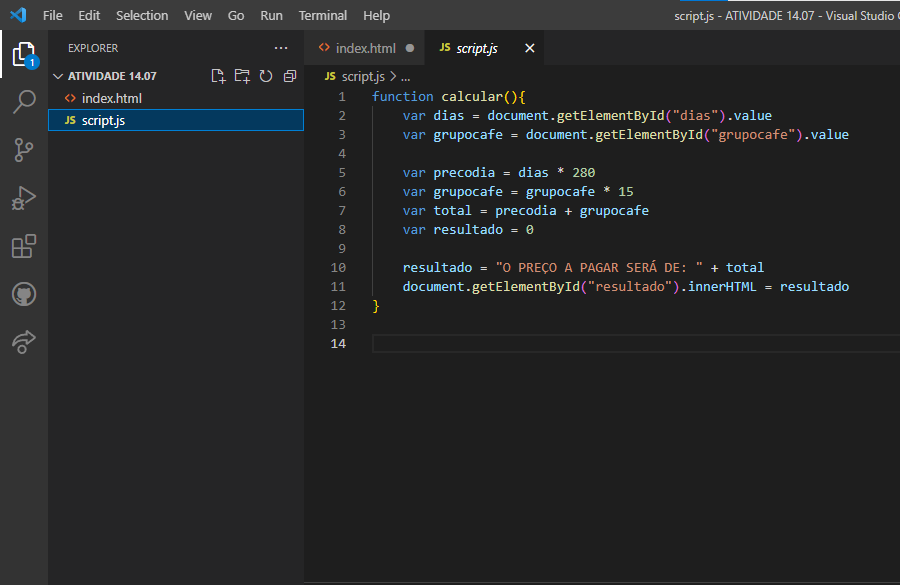 File Edit Selection View Go Run Terminal Help script.js - ATIVIDADE 14.07 - Visual Studio
EXPLORER ...
index.html ● JS script.js ×
ATIVIDADE 14.07
JS script.js > ...
<> index.html
JS script.js
1
1 function calcular(){
2 var dias = document.getElementById("dias").value
3 var grupocafe = document.getElementById("grupocafe").value
4
5 var precodia = dias * 280
6 var grupocafe = grupocafe * 15
7 var total = precodia + grupocafe
8 var resultado = 0
9
10 resultado = "O PREÇO A PAGAR SERÁ DE: " + total
11 document.getElementById("resultado").innerHTML = resultado
12 }
13
14